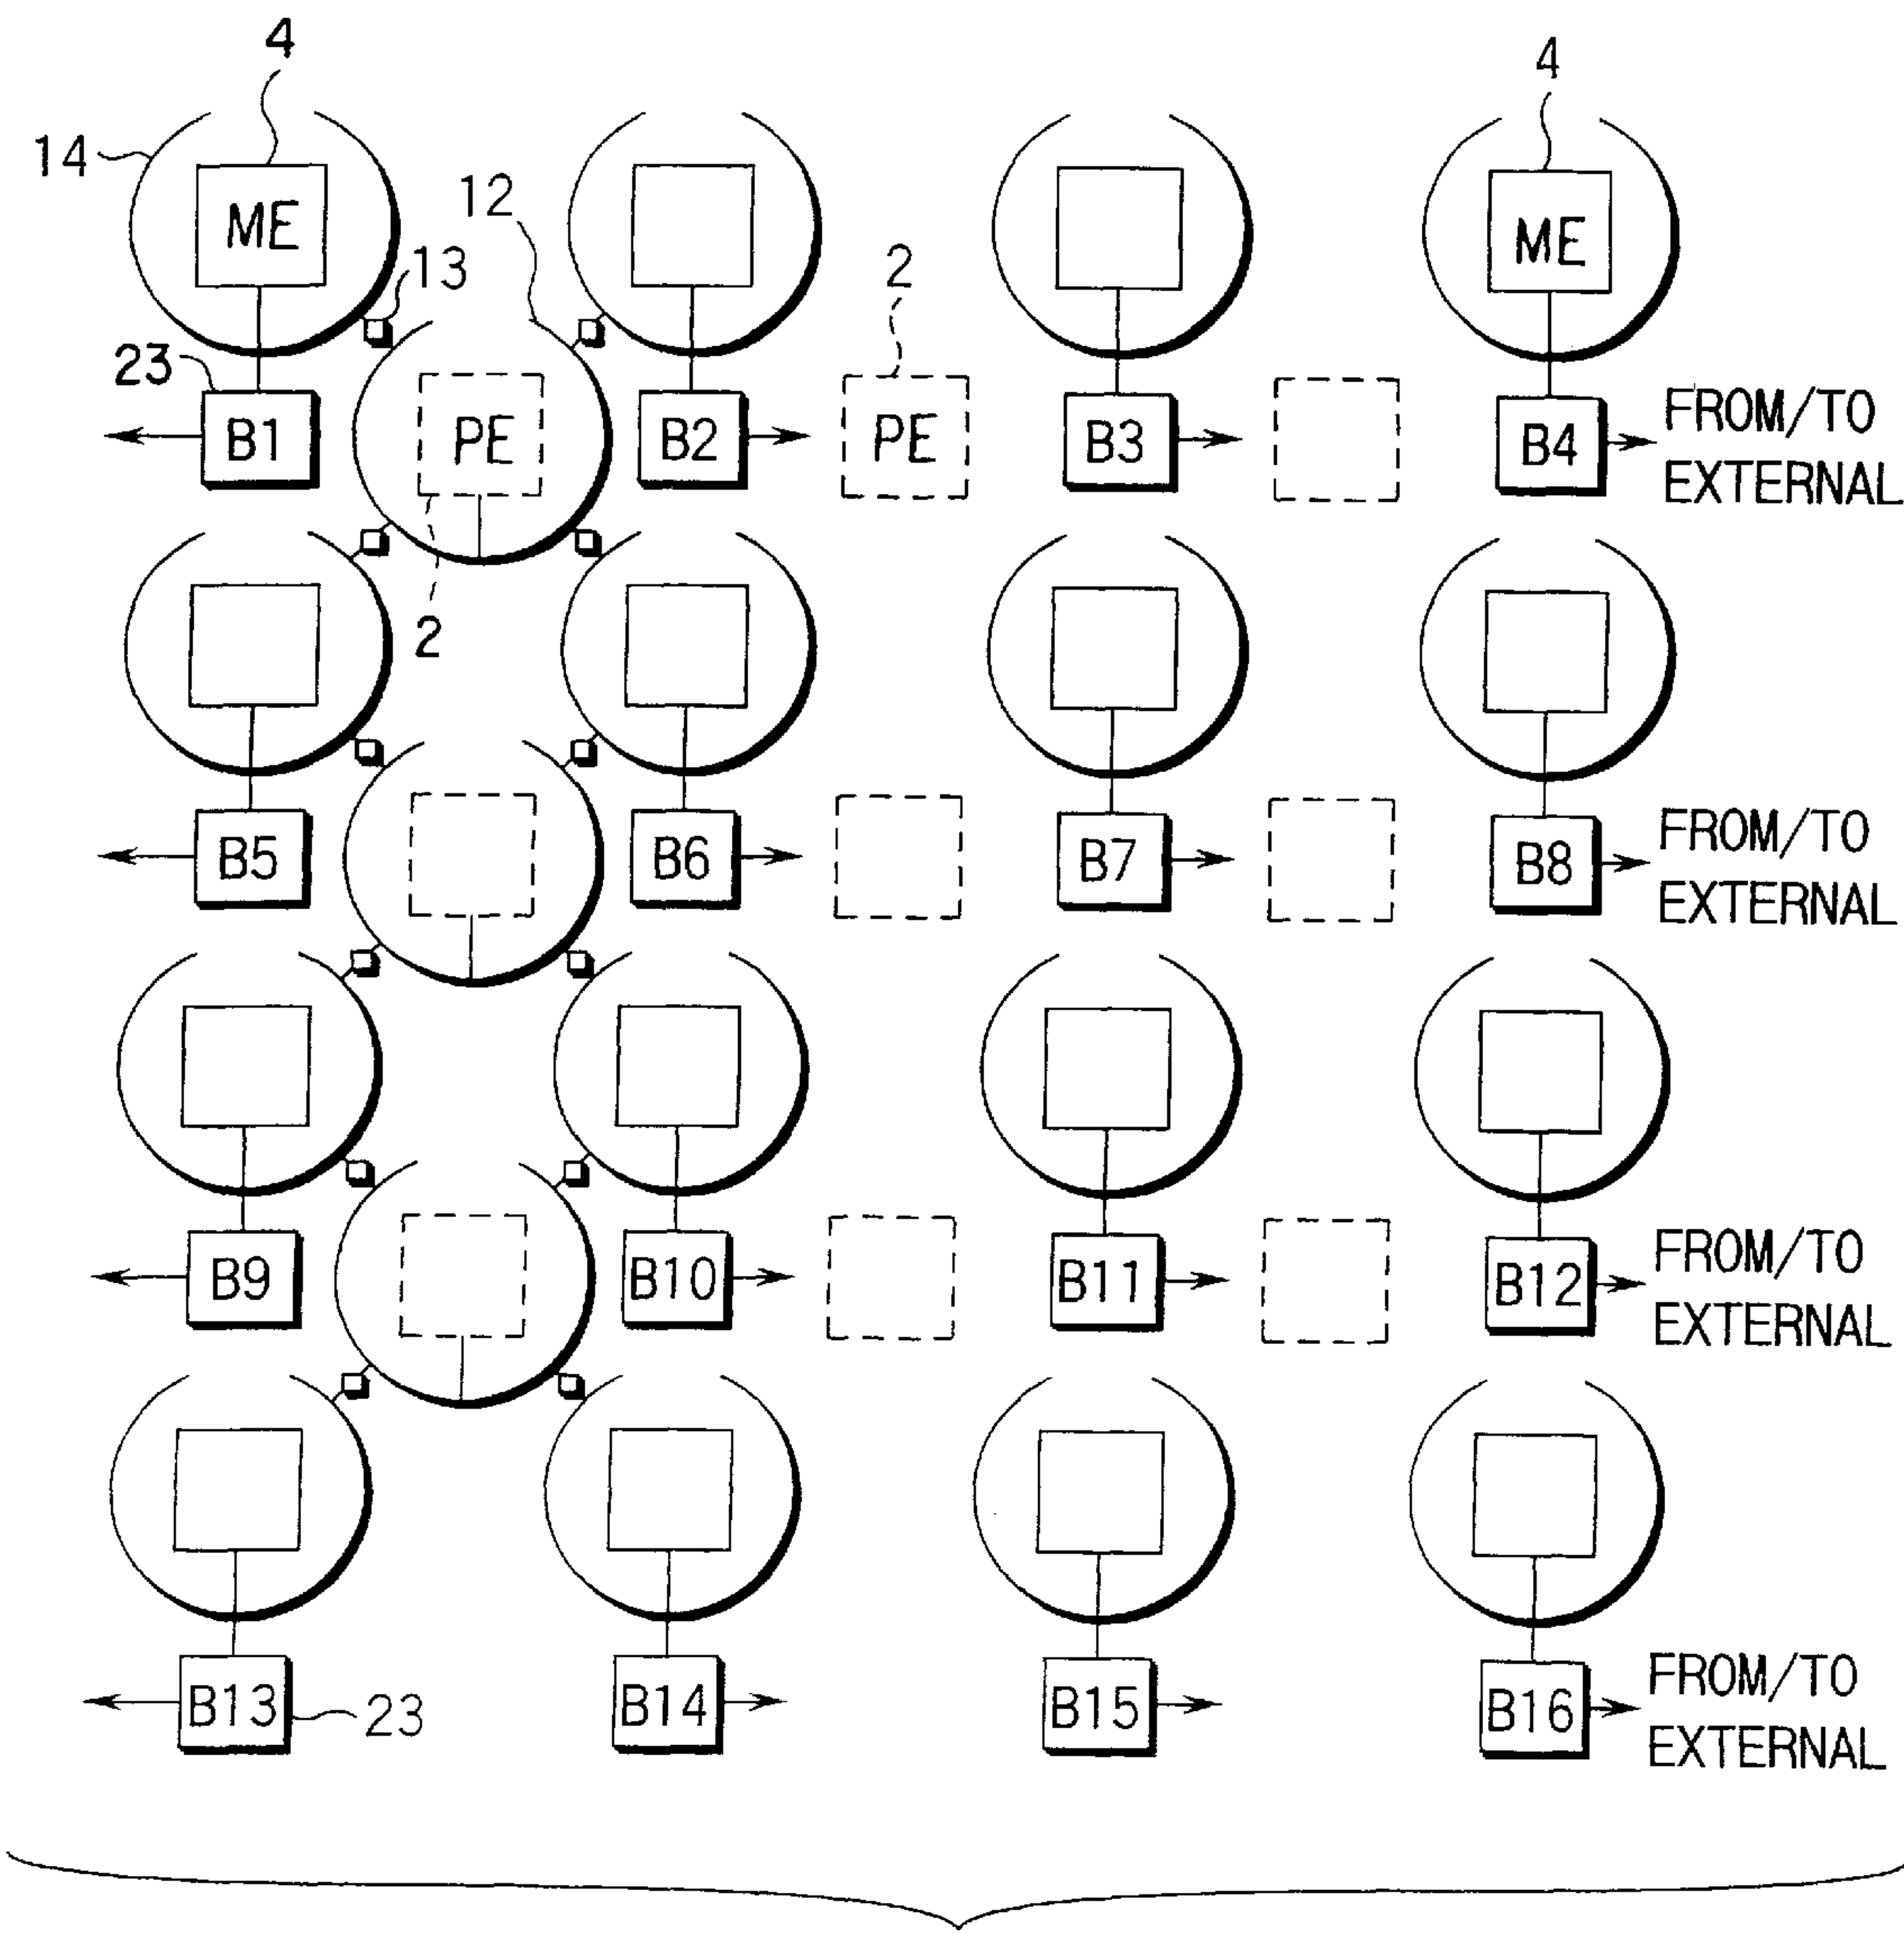 4
4
14
ME
12
ME
13
2
23
B1
PE
B2
PE
B3
B4
FROM/TO
EXTERNAL
2
B5
B6
B7
B8
FROM/TO
EXTERNAL
B9
B10
B11
B12
FROM/TO
EXTERNAL
B13
23
B14
B15
B16
FROM/TO
EXTERNAL